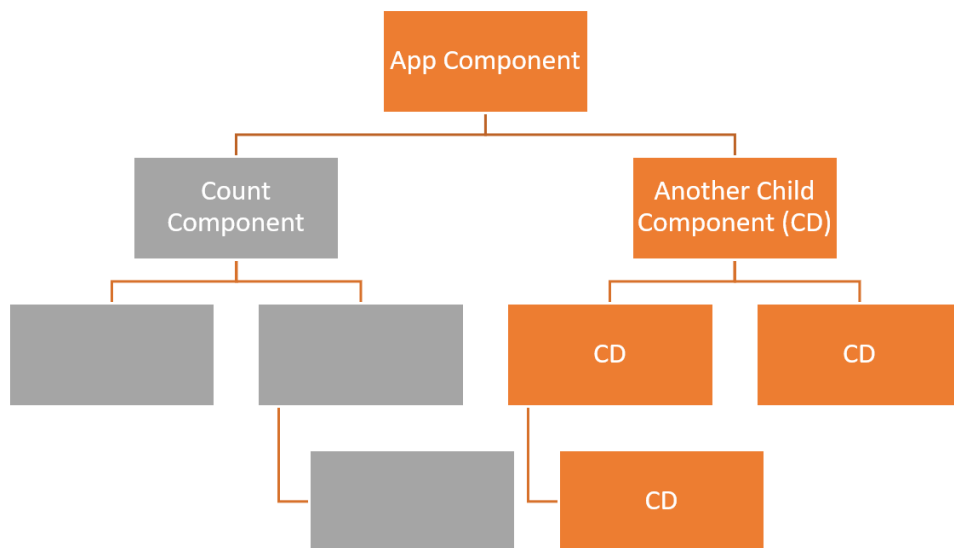 App Component
Count
Component
Another Child
Component (CD)
CD
CD
CD